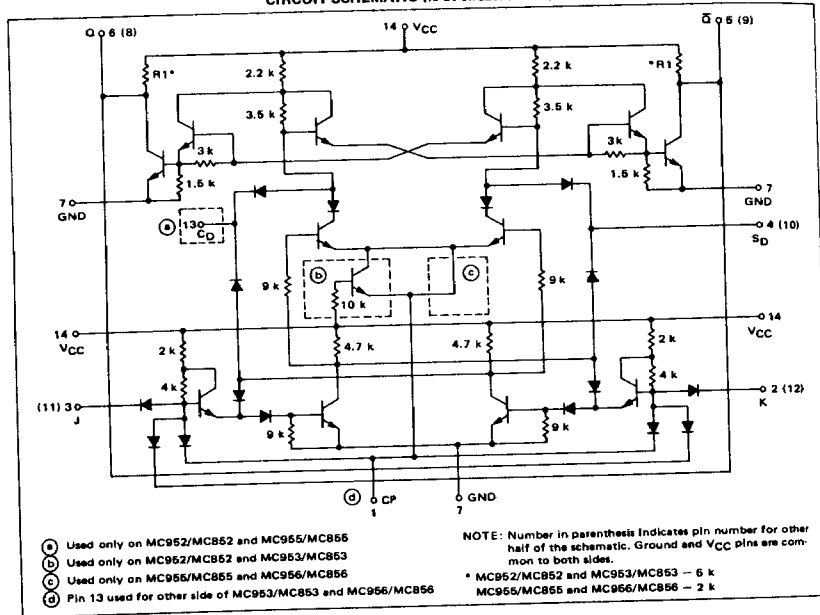 CIRCUIT SCHEMATIC
Q 6 (8)
14 VCC
Q 5 (9)
R1*
2.2 k
2.2 k
*R1
3.5 k
3.5 k
3k
3k
1.5 k
1.5 k
7
GND
7
GND
ⓐ 13
CD
4 (10)
SD
ⓑ
ⓒ
9 k
10 k
9 k
14
VCC
14
VCC
2 k
4.7 k
4.7 k
2 k
4 k
4 k
(11) 3
J
2 (12)
K
9 k
9 k
ⓓ CP
1
GND
7
ⓐ Used only on MC952/MC852 and MC955/MC855
ⓑ Used only on MC952/MC852 and MC953/MC853
ⓒ Used only on MC955/MC855 and MC956/MC856
ⓓ Pin 13 used for other side of MC953/MC853 and MC956/MC856
NOTE: Number in parenthesis indicates pin number for other
half of the schematic. Ground and VCC pins are com-
mon to both sides.
* MC952/MC852 and MC953/MC853 – 6 k
MC955/MC855 and MC956/MC856 – 2 k